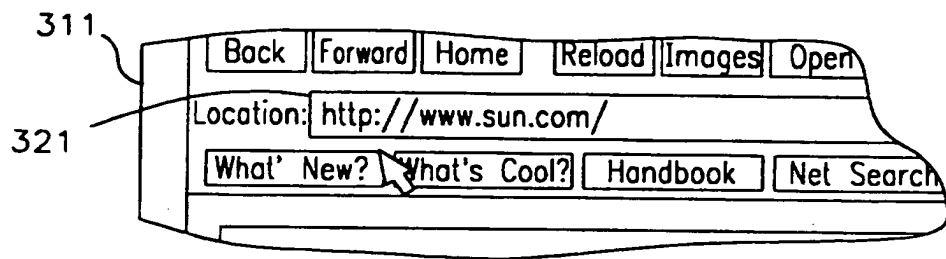 311
Back Forward Home Reload Images Open
Location: http://www.sun.com/
321
What' New? What's Cool? Handbook Net Search